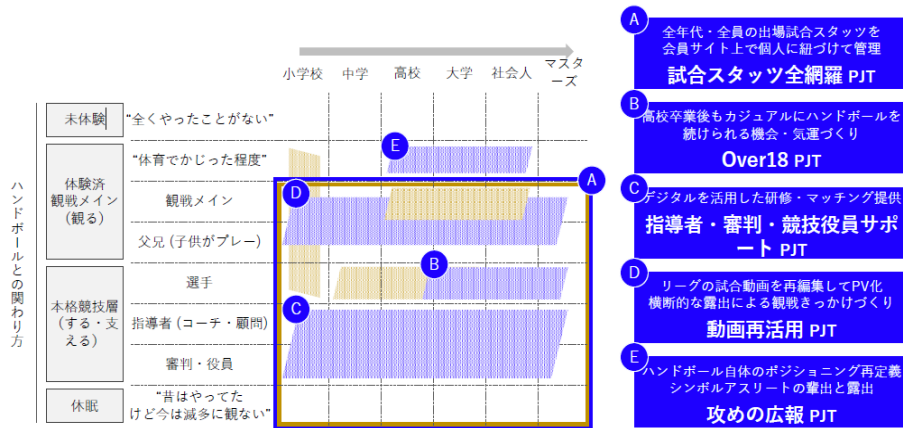 小学校
中学
高校
大学
社会人
マスターズ
ハンドボールとの関わり方
未体験
“全くやったことがない”
体験済
観戦メイン
(観る)
“体育でかじった程度”
観戦メイン
父兄 (子供がプレー)
本格競技層
(する・支
える)
選手
指導者 (コーチ・顧問)
審判・役員
休眠
“昔はやってた
けど今は滅多に観ない”
E
A
D
B
C
A
全年代・全員の出場試合スタッツを
会員サイト上で個人に紐づけて管理
試合スタッツ全網羅 PJT
B
高校卒業後もカジュアルにハンドボールを
続けられる機会・気運づくり
Over18 PJT
C
デジタルを活用した研修・マッチング提供
指導者・審判・競技役員サポ
ート PJT
D
リーグの試合動画を再編集してPV化
横断的な露出による観戦きっかけづくり
動画再活用 PJT
E
ハンドボール自体のポジショニング再定義
シンボルアスリートの輩出と露出
攻めの広報 PJT